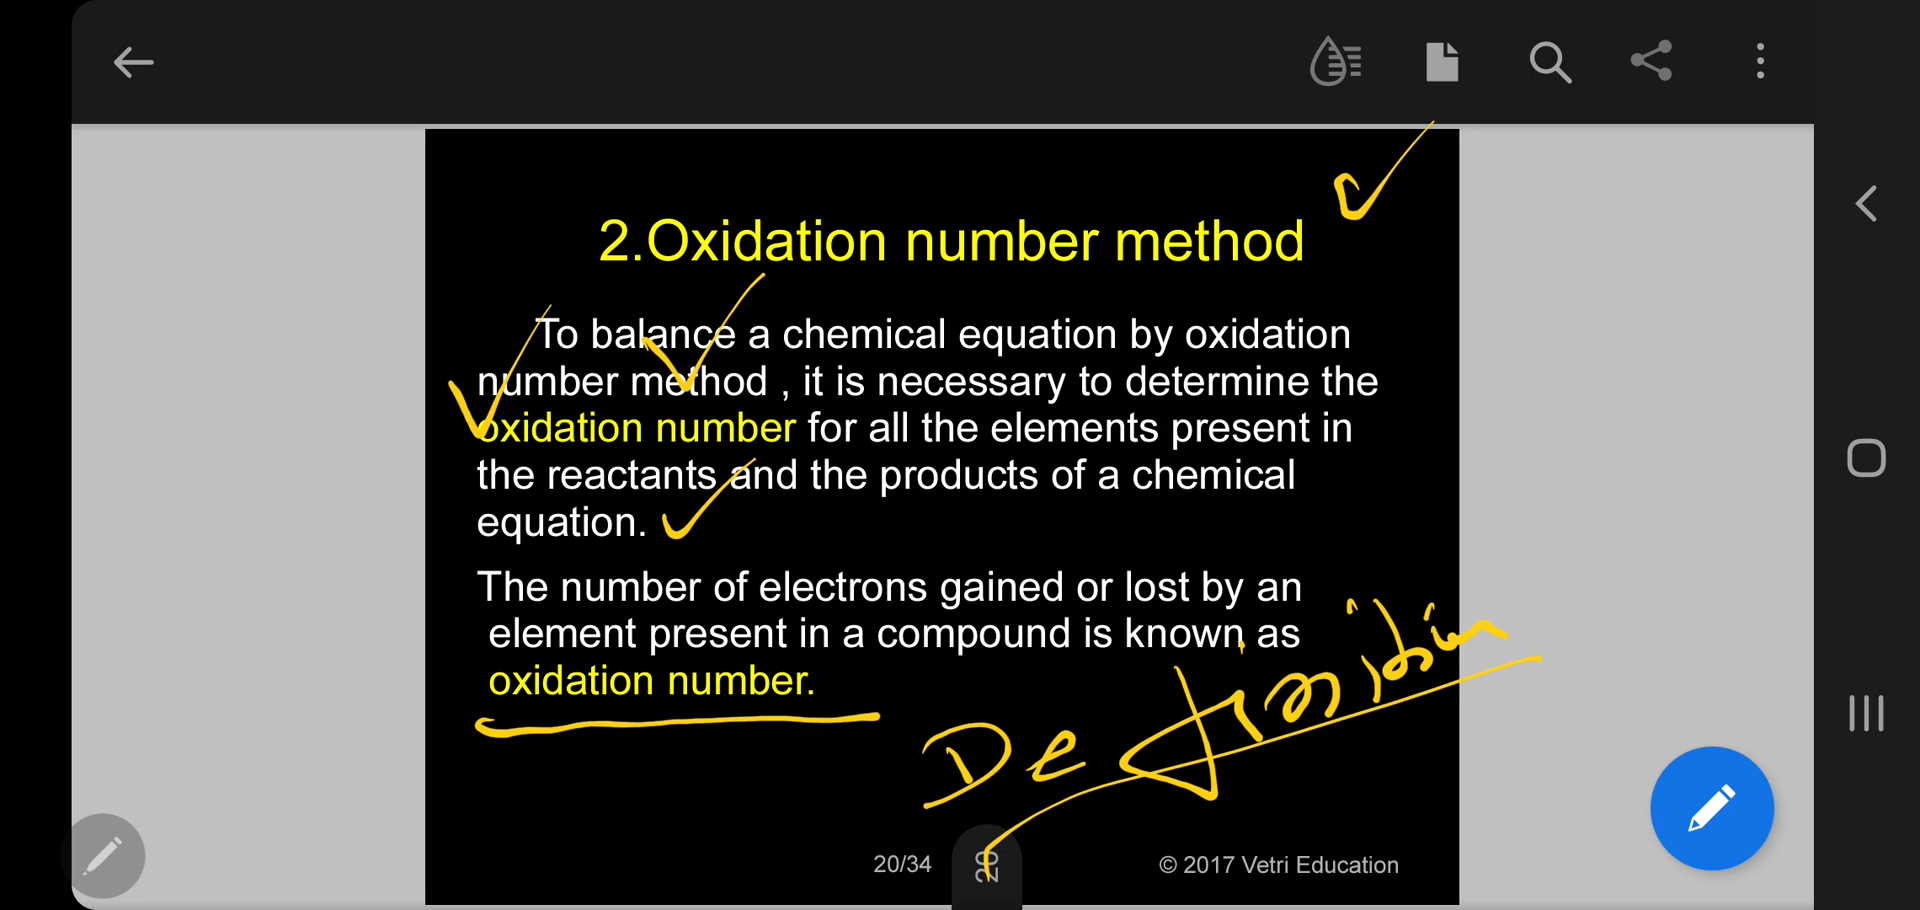 2.Oxidation number method
To balance a chemical equation by oxidation
number method , it is necessary to determine the
oxidation number for all the elements present in
the reactants and the products of a chemical
equation.
The number of electrons gained or lost by an
element present in a compound is known as
oxidation number.
Definition
20/34
20
© 2017 Vetri Education